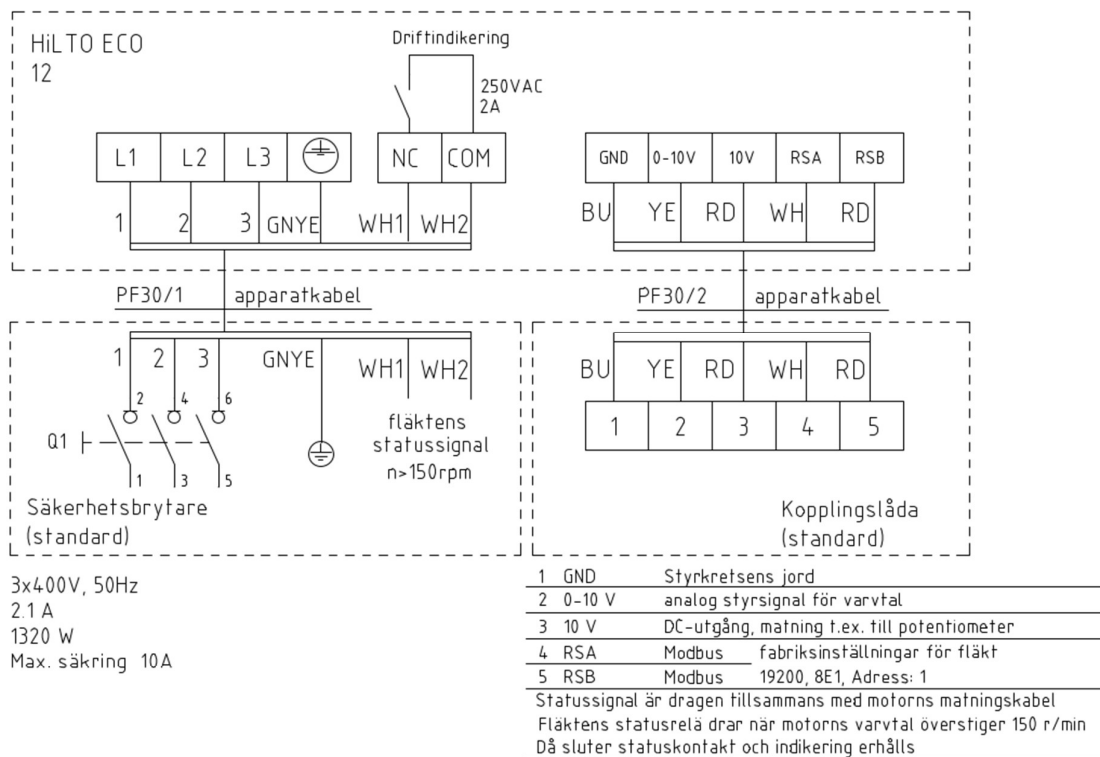 HiLTO ECO
12
Driftindikering
250VAC
2A
L1 L2 L3 NC COM
GND 0-10V 10V RSA RSB
1 2 3 GNYE WH1 WH2
BU YE RD WH RD
PF30/1 apparatkabel
PF30/2 apparatkabel
1 2 3 GNYE WH1 WH2
BU YE RD WH RD
2 4 6
1 2 3 4 5
Q1
1 3 5
fläktens
statussignal
n>150rpm
Säkerhetsbrytare
(standard)
Kopplingslåda
(standard)
3x400V, 50Hz
2.1 A
1320 W
Max. säkring 10A
1 GND Styrkretsens jord
2 0-10 V analog styrsignal för varvtal
3 10 V DC-utgång, matning t.ex. till potentiometer
4 RSA Modbus fabriksinställningar för fläkt
5 RSB Modbus 19200, 8E1, Adress: 1
Statussignal är dragen tillsammans med motorns matningskabel
Fläktens statusrelä drar när motorns varvtal överstiger 150 r/min
Då sluter statuskontakt och indikering erhålls